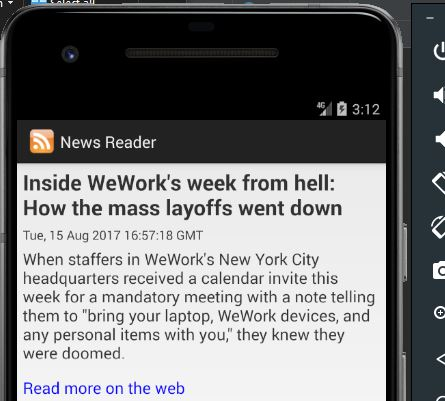 Select all
4G 3:12
News Reader
Inside WeWork's week from hell:
How the mass layoffs went down
Tue, 15 Aug 2017 16:57:18 GMT
When staffers in WeWork's New York City
headquarters received a calendar invite this
week for a mandatory meeting with a note telling
them to "bring your laptop, WeWork devices, and
any personal items with you," they knew they
were doomed.
Read more on the web